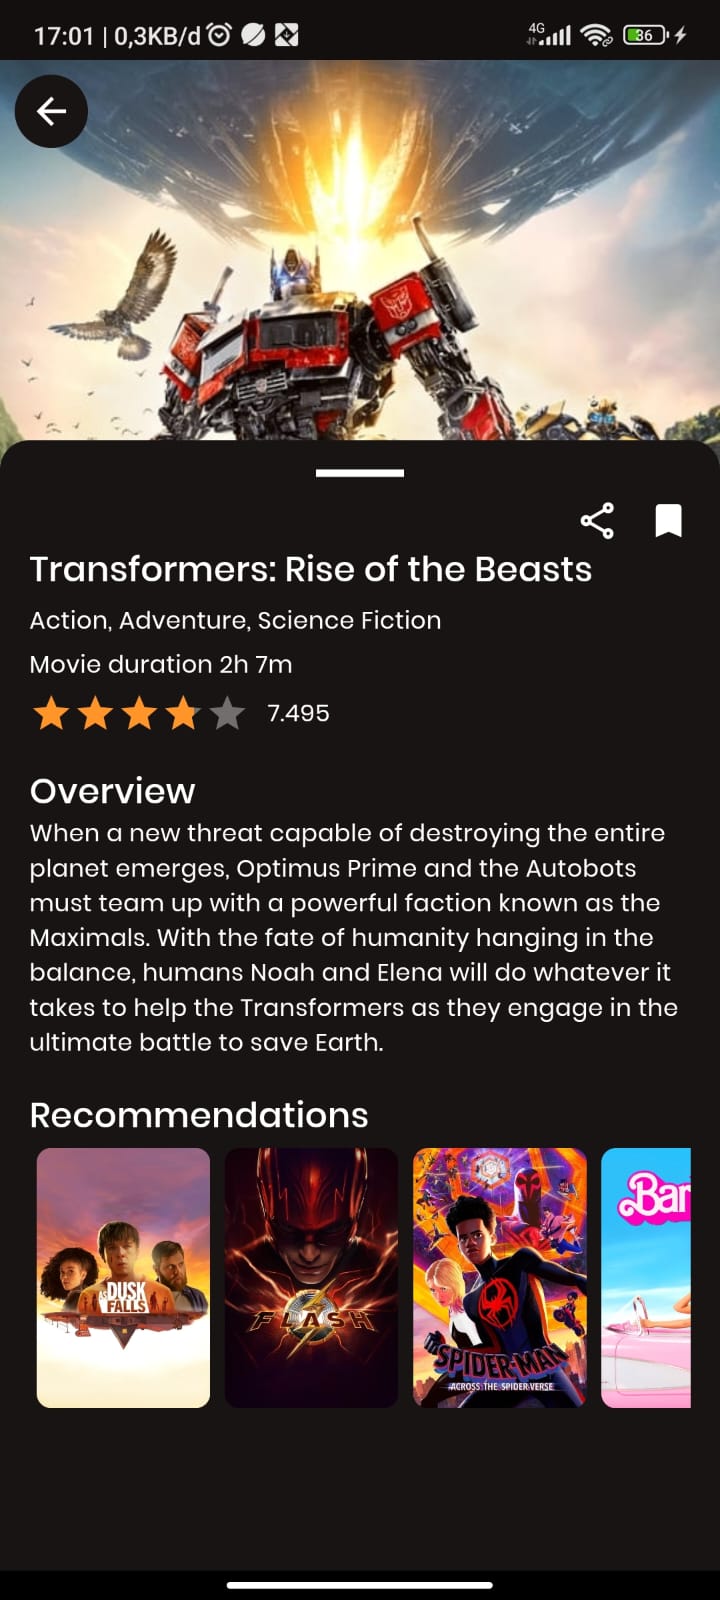 17:01 | 0,3KB/d
4G
36
Transformers: Rise of the Beasts
Action, Adventure, Science Fiction
Movie duration 2h 7m
7.495
Overview
When a new threat capable of destroying the entire
planet emerges, Optimus Prime and the Autobots
must team up with a powerful faction known as the
Maximals. With the fate of humanity hanging in the
balance, humans Noah and Elena will do whatever it
takes to help the Transformers as they engage in the
ultimate battle to save Earth.
Recommendations
AS DUSK
FALLS
FLASH
SPIDER-MAN
ACROSS THE SPIDER-VERSE
Bar